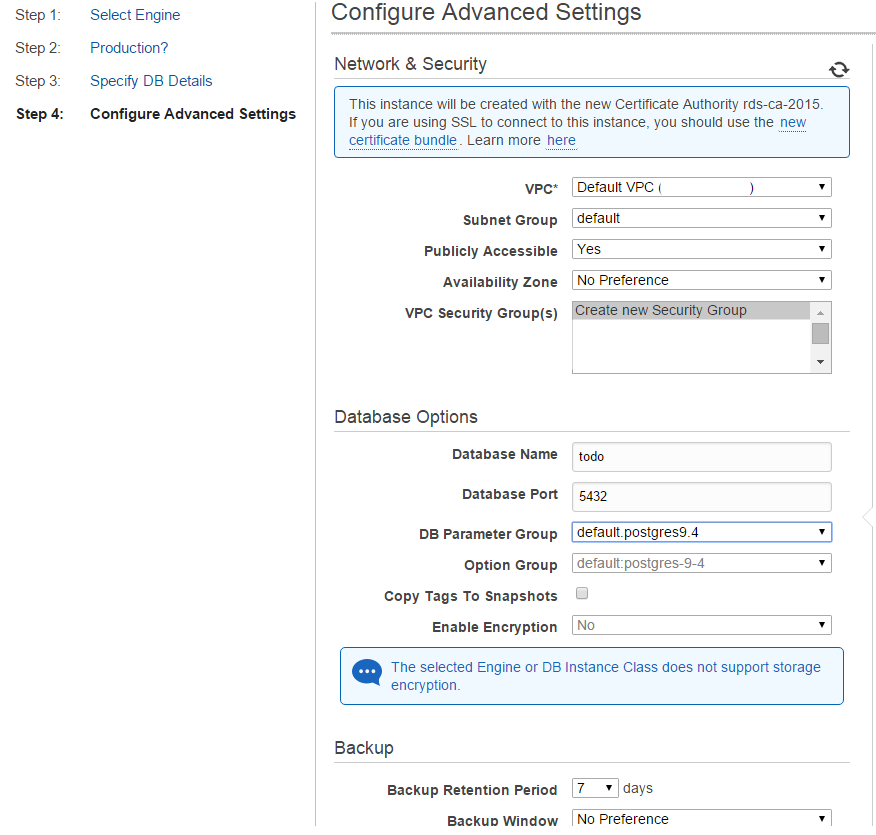 Step 1: Select Engine
Step 2: Production?
Step 3: Specify DB Details
Step 4: Configure Advanced Settings
Configure Advanced Settings
Network & Security
This instance will be created with the new Certificate Authority rds-ca-2015.
If you are using SSL to connect to this instance, you should use the new
certificate bundle. Learn more here
VPC* Default VPC ( )
Subnet Group default
Publicly Accessible Yes
Availability Zone No Preference
VPC Security Group(s) Create new Security Group
Database Options
Database Name todo
Database Port 5432
DB Parameter Group default.postgres9.4
Option Group default:postgres-9-4
Copy Tags To Snapshots
Enable Encryption No
The selected Engine or DB Instance Class does not support storage
encryption.
Backup
Backup Retention Period 7 days
Backup Window No Preference